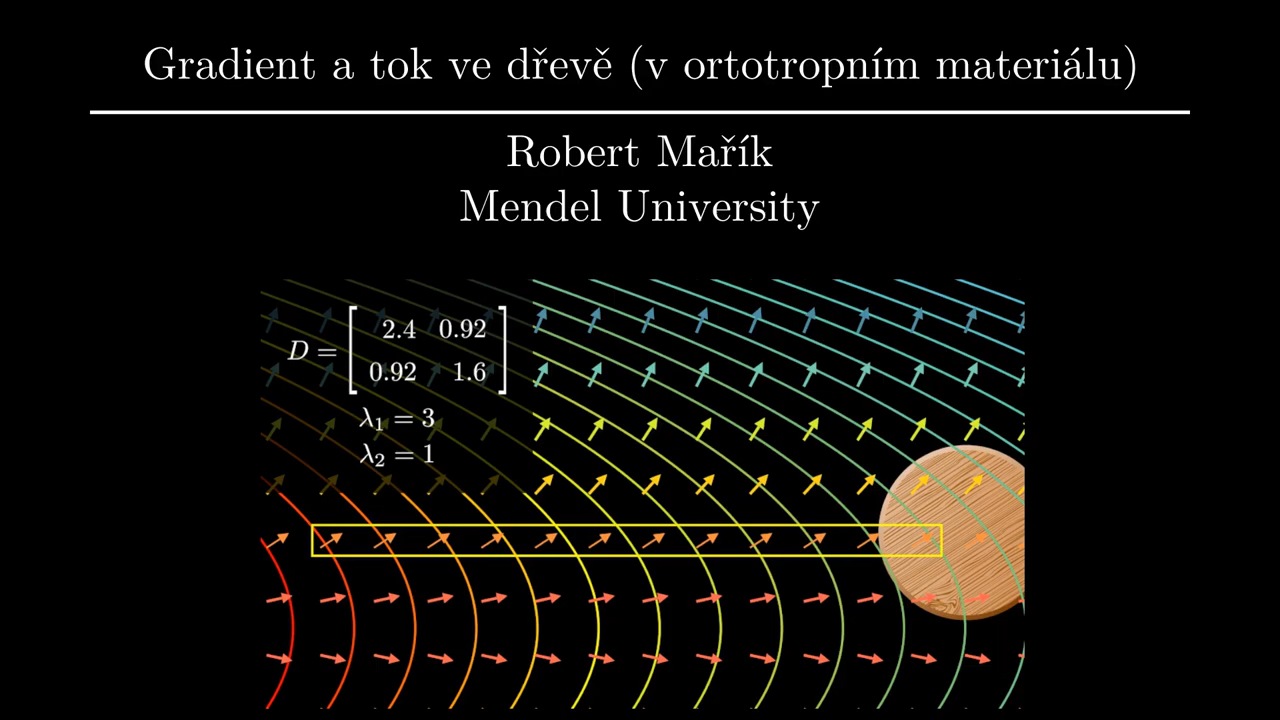 Gradient a tok ve dřevě (v ortotropním materiálu)
Robert Mařík
Mendel University
D = [ 2.4 0.92
0.92 1.6 ]
λ₁ = 3
λ₂ = 1